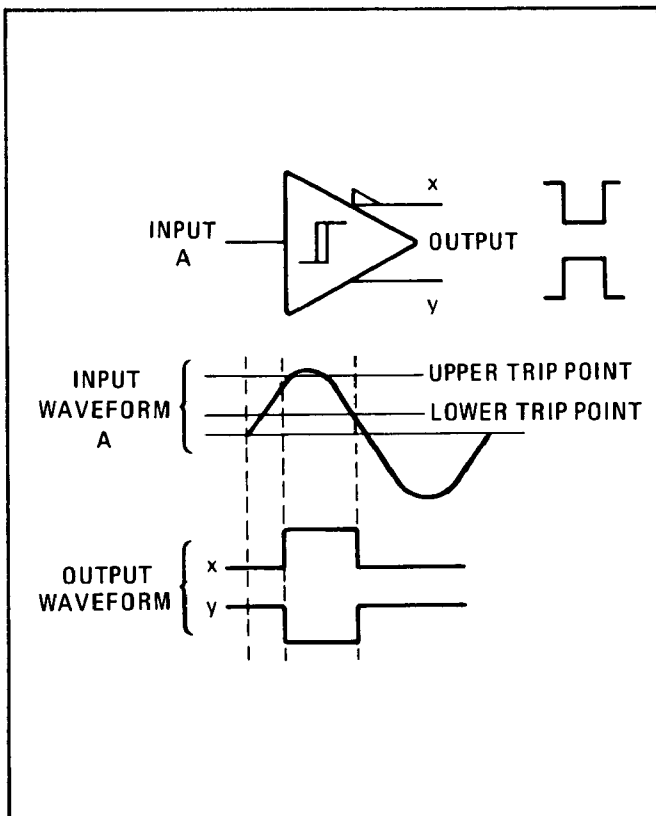 x
INPUT
A
OUTPUT
y
INPUT
WAVEFORM
A
UPPER TRIP POINT
LOWER TRIP POINT
OUTPUT
WAVEFORM
x
y